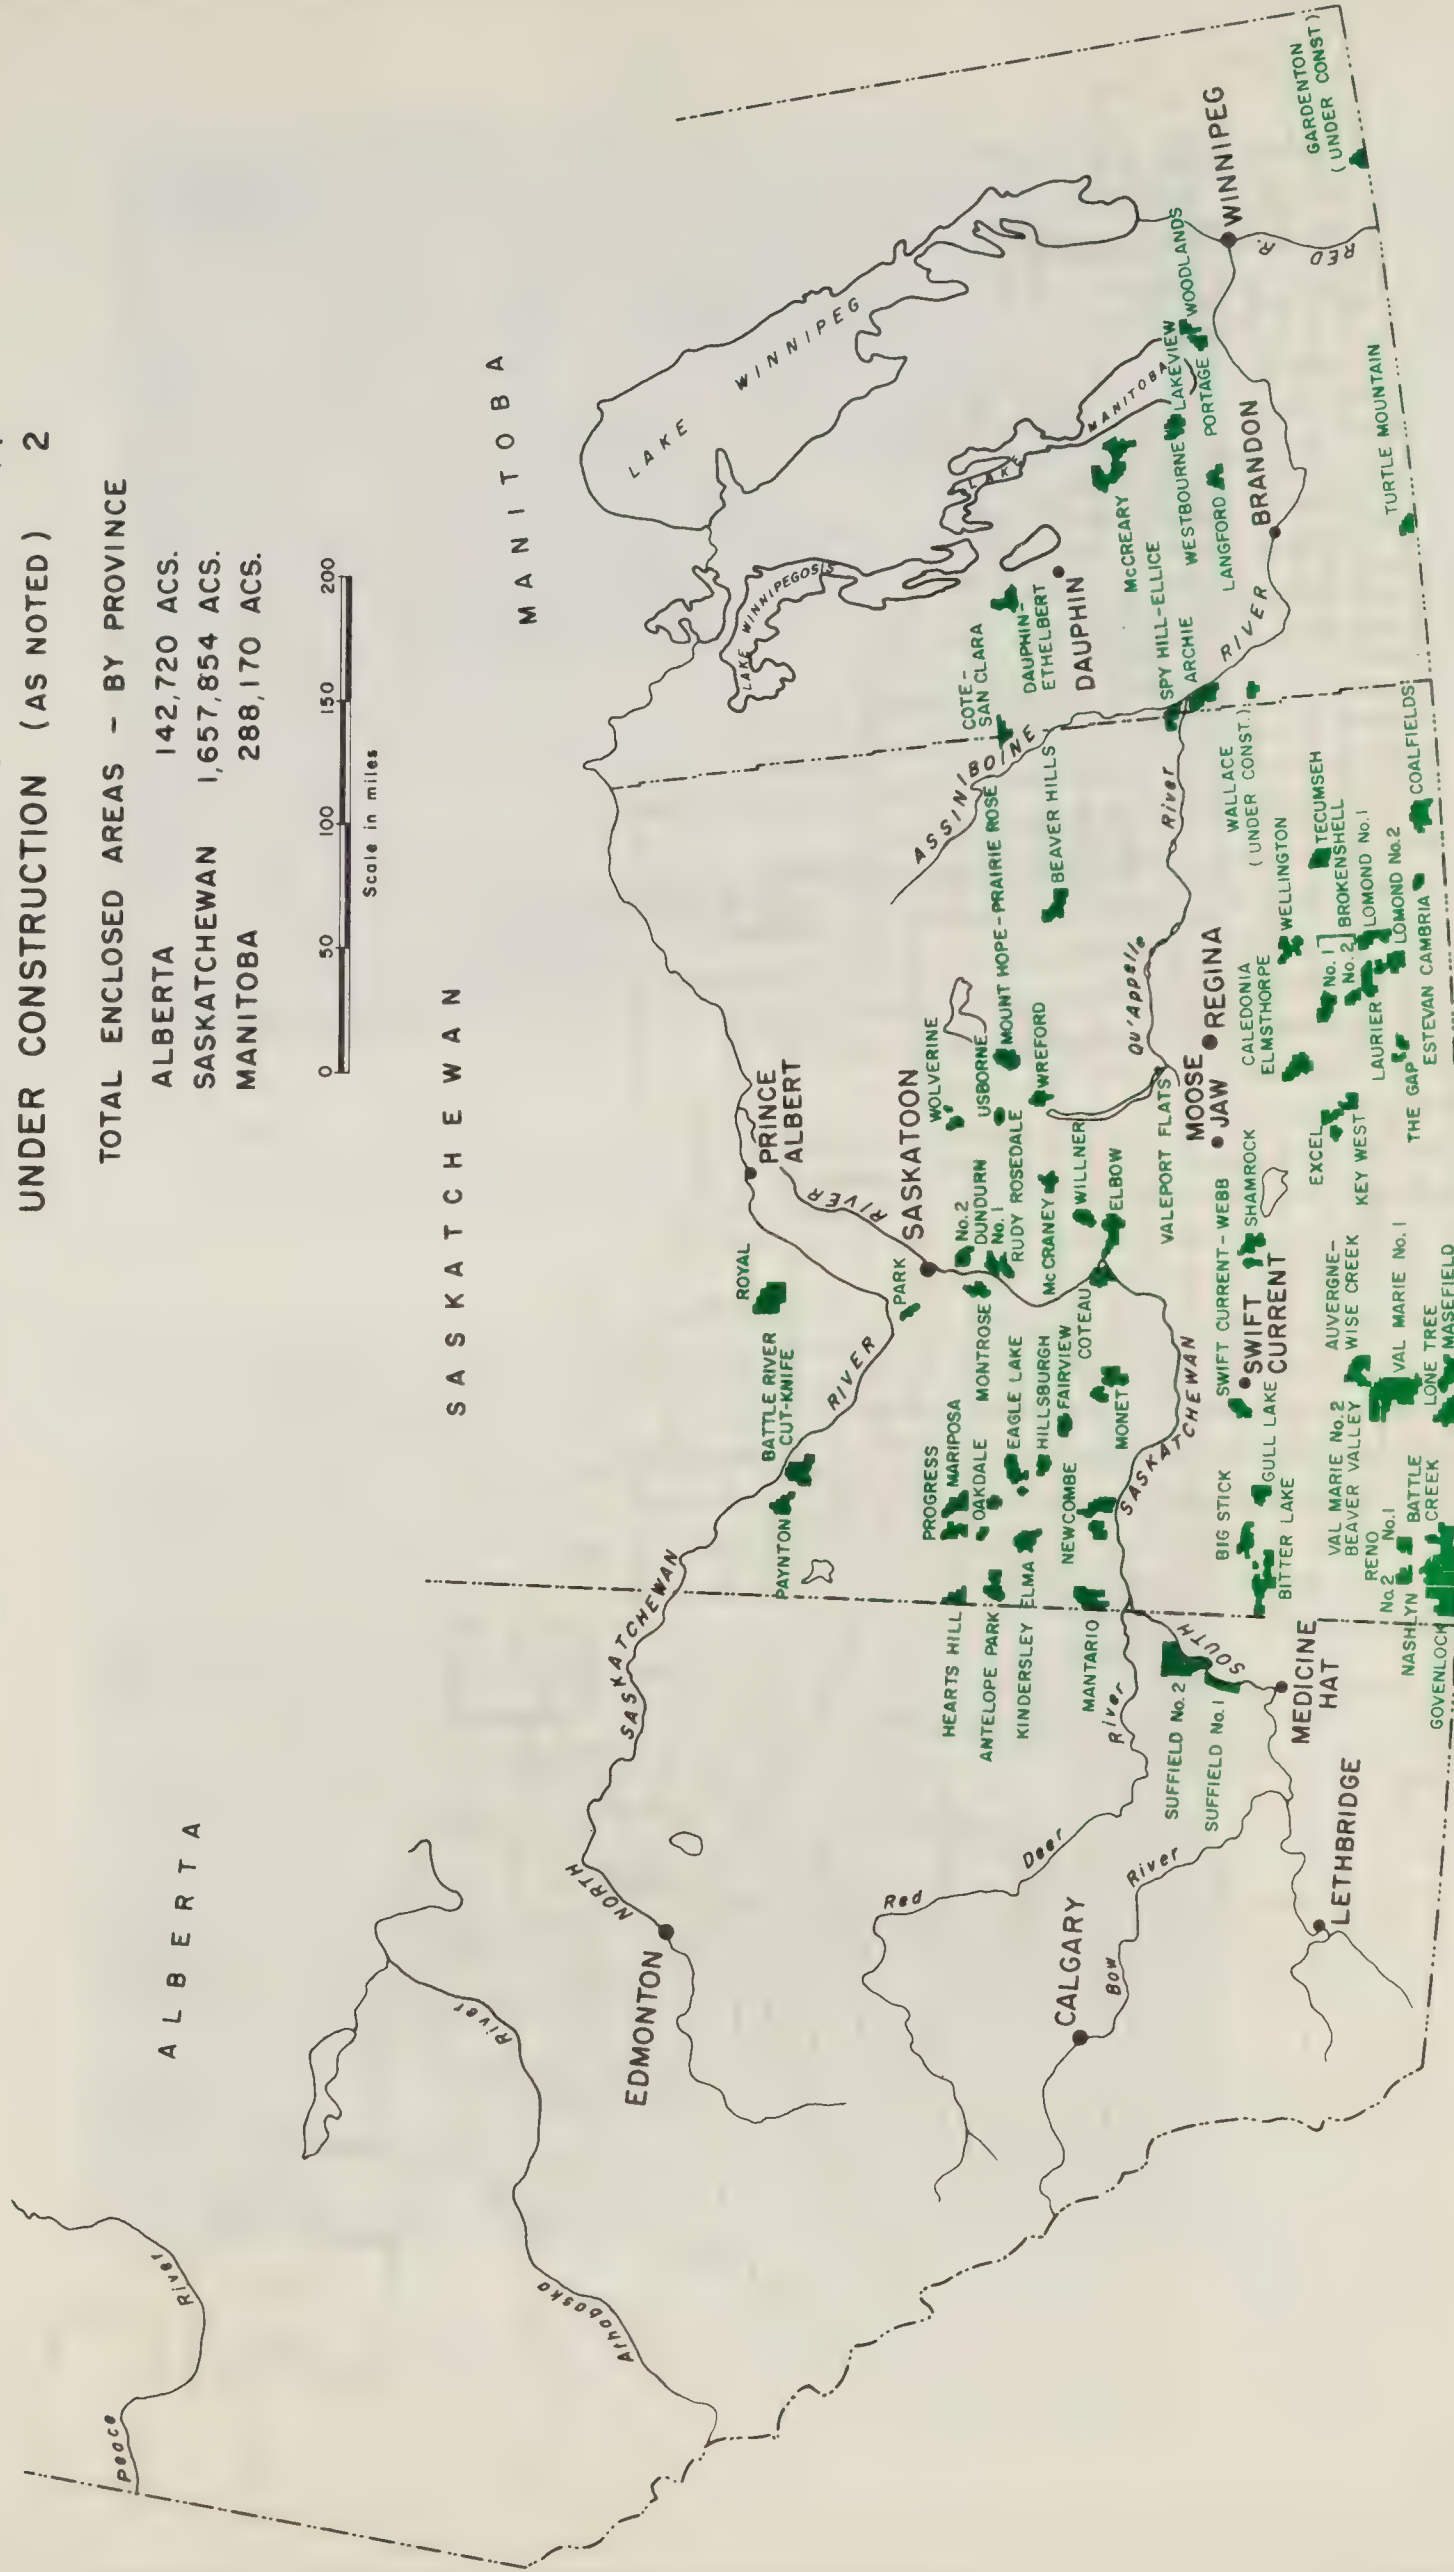 UNDER CONSTRUCTION (AS NOTED) 2
TOTAL ENCLOSED AREAS - BY PROVINCE
ALBERTA 142,720 ACS.
SASKATCHEWAN 1,657,854 ACS.
MANITOBA 288,170 ACS.
0 50 100 150 200
Scale in miles
ALBERTA
SASKATCHEWAN
MANITOBA
Peace
River
Athabaska
River
NORTH
SASKATCHEWAN
RIVER
EDMONTON
Red
Deer
River
CALGARY
Bow
River
LETHBRIDGE
MEDICINE
HAT
SOUTH
SASKATCHEWAN
RIVER
SUFFIELD No.2
SUFFIELD No.1
PRINCE
ALBERT
SASKATOON
ROYAL
BATTLE RIVER
CUT-KNIFE
PAYNTON
PARK
WOLVERINE
No.2
DUNDURN
No.1
USBORNE
RUDY ROSEDALE
MOUNT HOPE-PRAIRIE ROSE
WREFORD
BEAVER HILLS
MONTROSE
McCRANEY
WILLNER
ELBOW
COTEAU
PROGRESS
MARIPOSA
OAKDALE
EAGLE LAKE
HILLSBURGH
FAIRVIEW
MONET
NEWCOMBE
HEARTS HILL
ANTELOPE PARK
KINDERSLEY ELMA
MANTARIO
VALEPORT FLATS
Qu'Appelle
River
MOOSE
JAW
REGINA
SWIFT CURRENT-WEBB
SHAMROCK
SWIFT
CURRENT
BIG STICK
GULL LAKE
BITTER LAKE
CALEDONIA
ELMSTHORPE
WELLINGTON
WALLACE
(UNDER CONST.)
TECUMSEH
No.1
No.2
BROKENSHELL
LOMOND No.1
LOMOND No.2
COALFIELDS
LAURIER
THE GAP
ESTEVAN CAMBRIA
EXCEL
KEY WEST
AUVERGNE-
WISE CREEK
VAL MARIE No.1
VAL MARIE No.2
BEAVER VALLEY
LONE TREE
MASEFIELD
RENO
No.2 No.1
NASHLYN
BATTLE
CREEK
GOVENLOCK
ASSINIBOINE
RIVER
COTE-
SAN CLARA
DAUPHIN-
ETHELBERT
DAUPHIN
McCREARY
SPY HILL-ELLICE
ARCHIE
WESTBOURNE
LAKEVIEW
LANGFORD
PORTAGE
WOODLANDS
BRANDON
WINNIPEG
RED
R.
TURTLE MOUNTAIN
GARDENTON
(UNDER CONST)
LAKE
WINNIPEG
LAKE
WINNIPEGOSIS
LAKE
MANITOBA